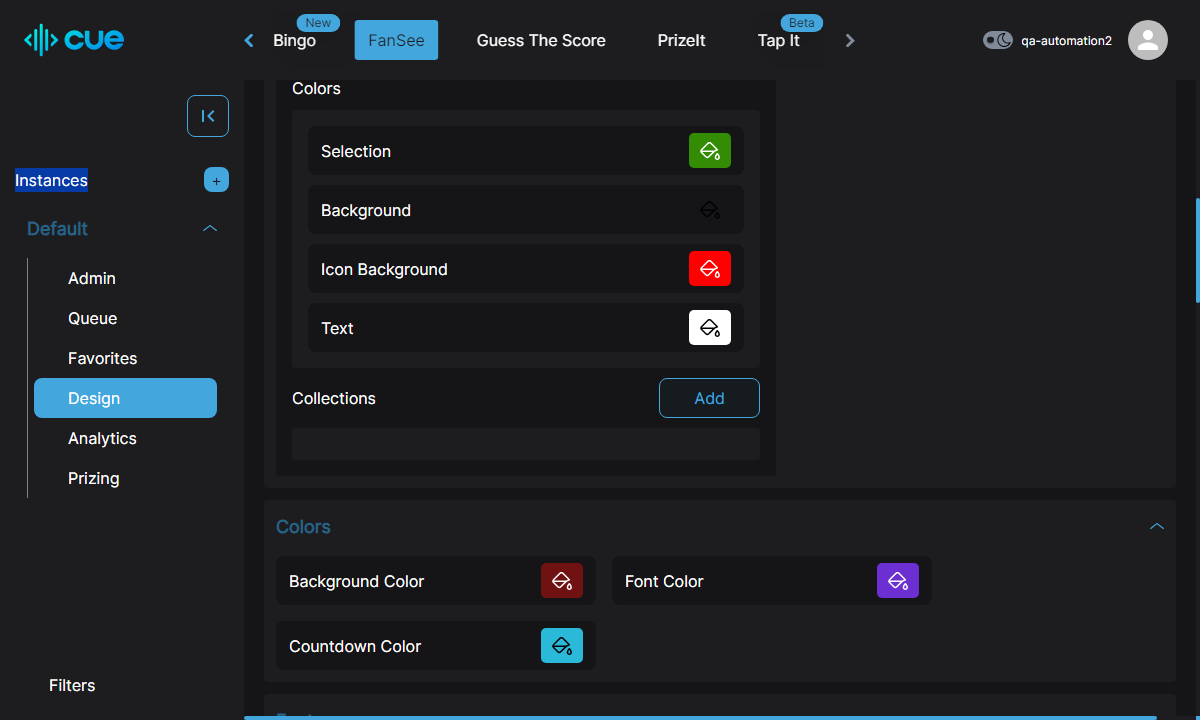 cue
New
Beta
Bingo
FanSee
Guess The Score
PrizeIt
Tap It
qa-automation2
Instances
+
Default
Admin
Queue
Favorites
Design
Analytics
Prizing
Filters
Colors
Selection
Background
Icon Background
Text
Collections
Add
Colors
Background Color
Font Color
Countdown Color